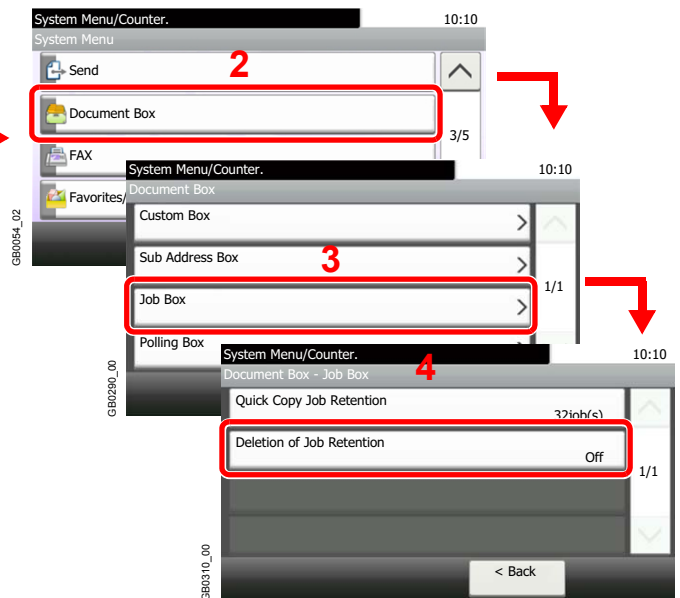 System Menu/Counter. 10:10
System Menu
Send
2
Document Box
3/5
FAX
Favorites/
GB0054_02
System Menu/Counter. 10:10
Document Box
Custom Box
Sub Address Box
3
Job Box
1/1
Polling Box
GB0290_00
System Menu/Counter. 10:10
4
Document Box - Job Box
Quick Copy Job Retention
32job(s)
Deletion of Job Retention
Off
1/1
< Back
GB0310_00